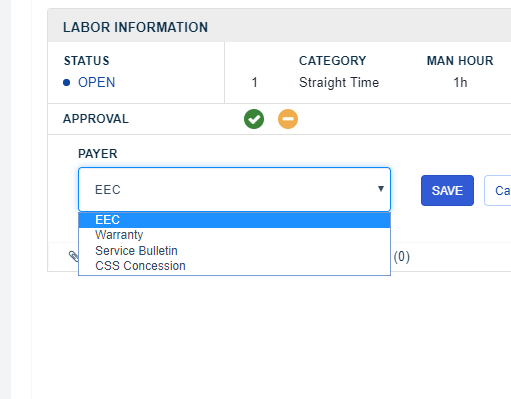 LABOR INFORMATION
STATUS CATEGORY MAN HOUR
OPEN 1 Straight Time 1h
APPROVAL
PAYER
EEC
SAVE Ca
EEC
Warranty
Service Bulletin
CSS Concession
(0)